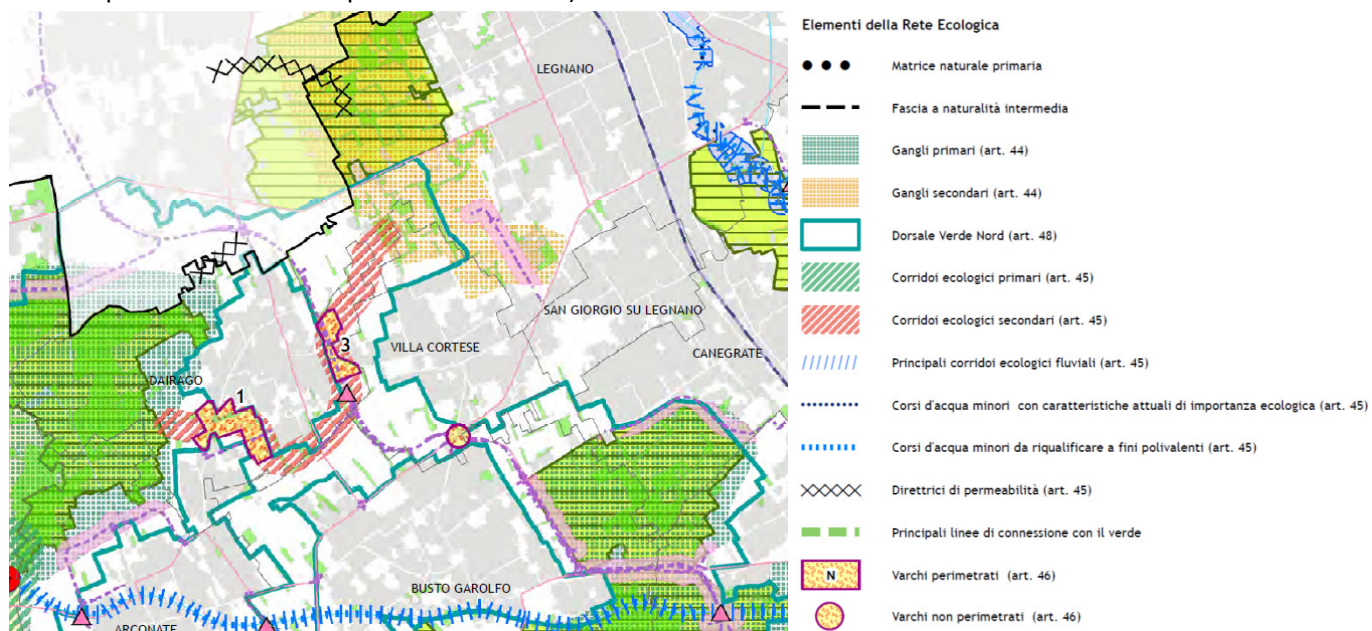 LEGNANO
SAN GIORGIO SU LEGNANO
3
VILLA CORTESE
CANEGRATE
DAIRAGO
1
BUSTO GAROLFO
ARCONATE
Elementi della Rete Ecologica
Matrice naturale primaria
Fascia a naturalità intermedia
Gangli primari (art. 44)
Gangli secondari (art. 44)
Dorsale Verde Nord (art. 48)
Corridoi ecologici primari (art. 45)
Corridoi ecologici secondari (art. 45)
Principali corridoi ecologici fluviali (art. 45)
Corsi d'acqua minori con caratteristiche attuali di importanza ecologica (art. 45)
Corsi d'acqua minori da riqualificare a fini polivalenti (art. 45)
Direttrici di permeabilità (art. 45)
Principali linee di connessione con il verde
N Varchi perimetrati (art. 46)
Varchi non perimetrati (art. 46)